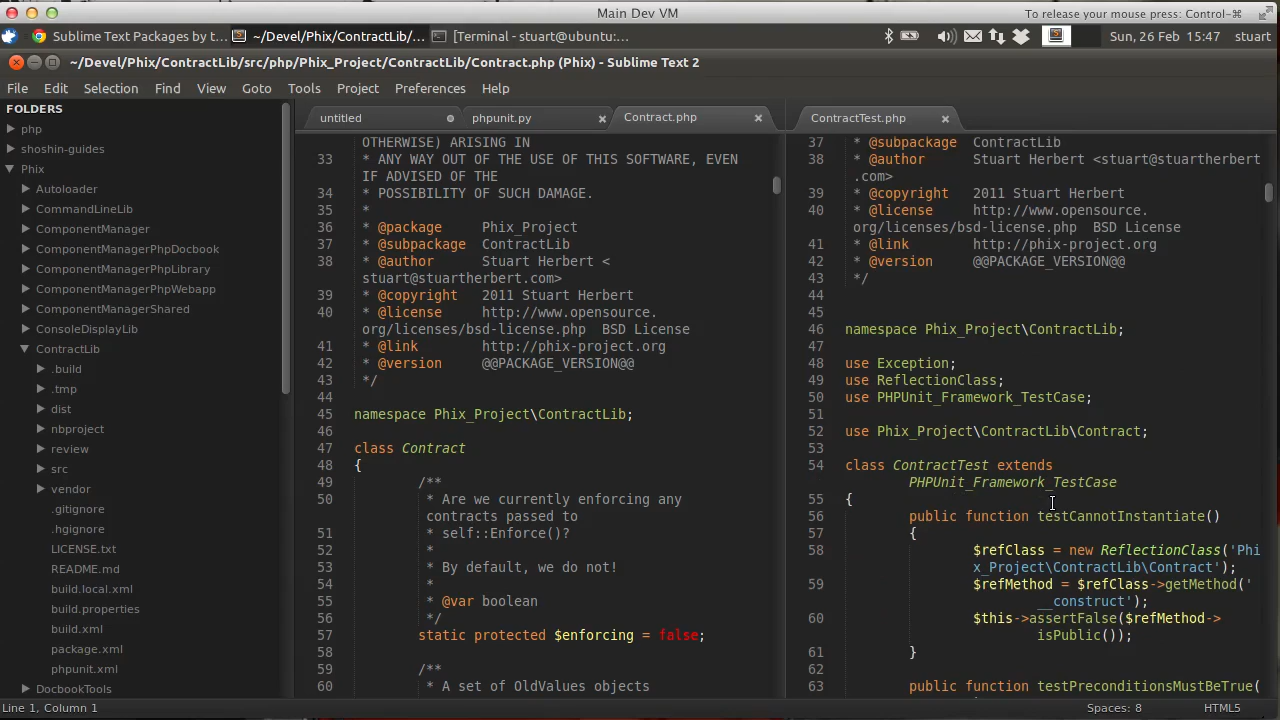 Main Dev VM
To release your mouse press: Control-⌘
Sublime Text Packages by t...
~/Devel/Phix/ContractLib/...
[Terminal - stuart@ubuntu:...
Sun, 26 Feb 15:47
stuart
~/Devel/Phix/ContractLib/src/php/Phix_Project/ContractLib/Contract.php (Phix) - Sublime Text 2
File Edit Selection Find View Goto Tools Project Preferences Help
FOLDERS
php
shoshin-guides
Phix
Autoloader
CommandLineLib
ComponentManager
ComponentManagerPhpDocbook
ComponentManagerPhpLibrary
ComponentManagerPhpWebapp
ComponentManagerShared
ConsoleDisplayLib
ContractLib
.build
.tmp
dist
nbproject
review
src
vendor
.gitignore
.hgignore
LICENSE.txt
README.md
build.local.xml
build.properties
build.xml
package.xml
phpunit.xml
DocbookTools
untitled
phpunit.py
Contract.php
OTHERWISE) ARISING IN
33 * ANY WAY OUT OF THE USE OF THIS SOFTWARE, EVEN
IF ADVISED OF THE
34 * POSSIBILITY OF SUCH DAMAGE.
35 *
36 * @package Phix_Project
37 * @subpackage ContractLib
38 * @author Stuart Herbert <
stuart@stuartherbert.com>
39 * @copyright 2011 Stuart Herbert
40 * @license http://www.opensource.
org/licenses/bsd-license.php BSD License
41 * @link http://phix-project.org
42 * @version @@PACKAGE_VERSION@@
43 */
44
45 namespace Phix_Project\ContractLib;
46
47 class Contract
48 {
49 /**
50 * Are we currently enforcing any
contracts passed to
51 * self::Enforce()?
52 *
53 * By default, we do not!
54 *
55 * @var boolean
56 */
57 static protected $enforcing = false;
58
59 /**
60 * A set of OldValues objects
ContractTest.php
37 * @subpackage ContractLib
38 * @author Stuart Herbert <stuart@stuartherbert
.com>
39 * @copyright 2011 Stuart Herbert
40 * @license http://www.opensource.
org/licenses/bsd-license.php BSD License
41 * @link http://phix-project.org
42 * @version @@PACKAGE_VERSION@@
43 */
44
45
46 namespace Phix_Project\ContractLib;
47
48 use Exception;
49 use ReflectionClass;
50 use PHPUnit_Framework_TestCase;
51
52 use Phix_Project\ContractLib\Contract;
53
54 class ContractTest extends
PHPUnit_Framework_TestCase
55 {
56 public function testCannotInstantiate()
57 {
58 $refClass = new ReflectionClass('Phi
x_Project\ContractLib\Contract');
59 $refMethod = $refClass->getMethod('
__construct');
60 $this->assertFalse($refMethod->
isPublic());
61 }
62
63 public function testPreconditionsMustBeTrue(
Line 1, Column 1
Spaces: 8
HTML5